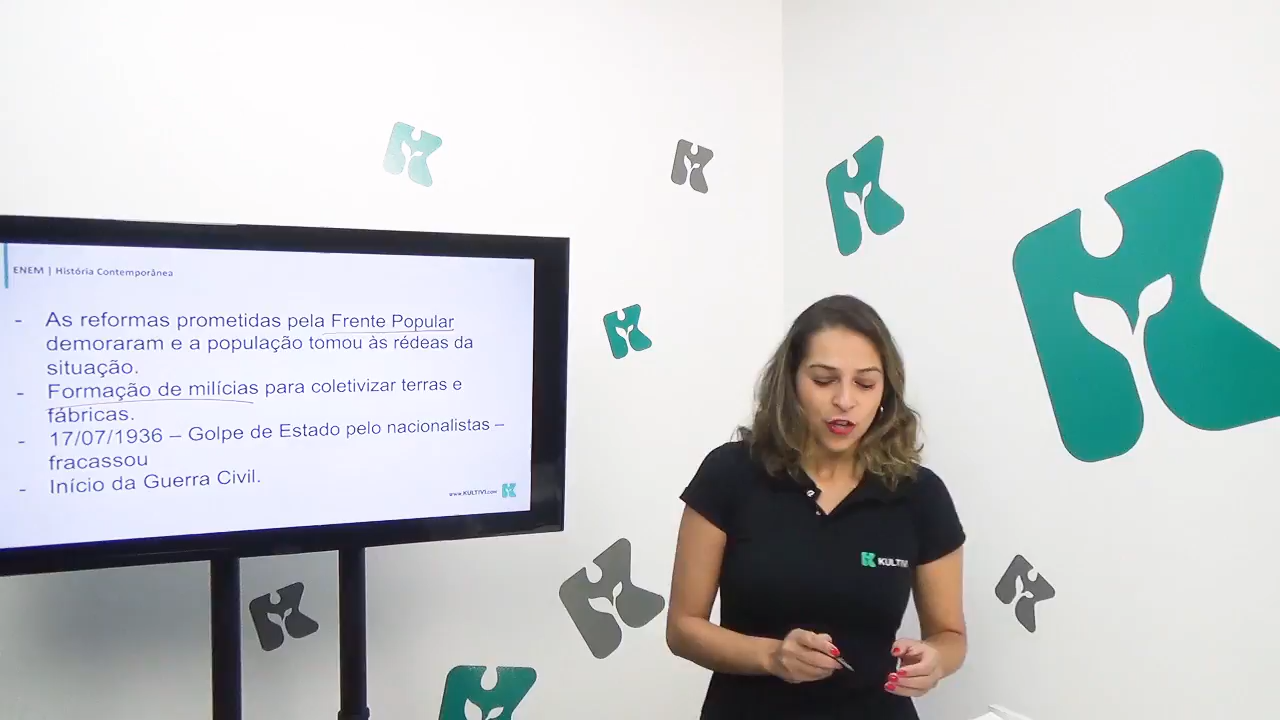 ENEM | História Contemporânea
- As reformas prometidas pela Frente Popular
demoraram e a população tomou às rédeas da
situação.
- Formação de milícias para coletivizar terras e
fábricas.
- 17/07/1936 – Golpe de Estado pelo nacionalistas –
fracassou
- Início da Guerra Civil.
www.KULTIVI.com
KULTIVI